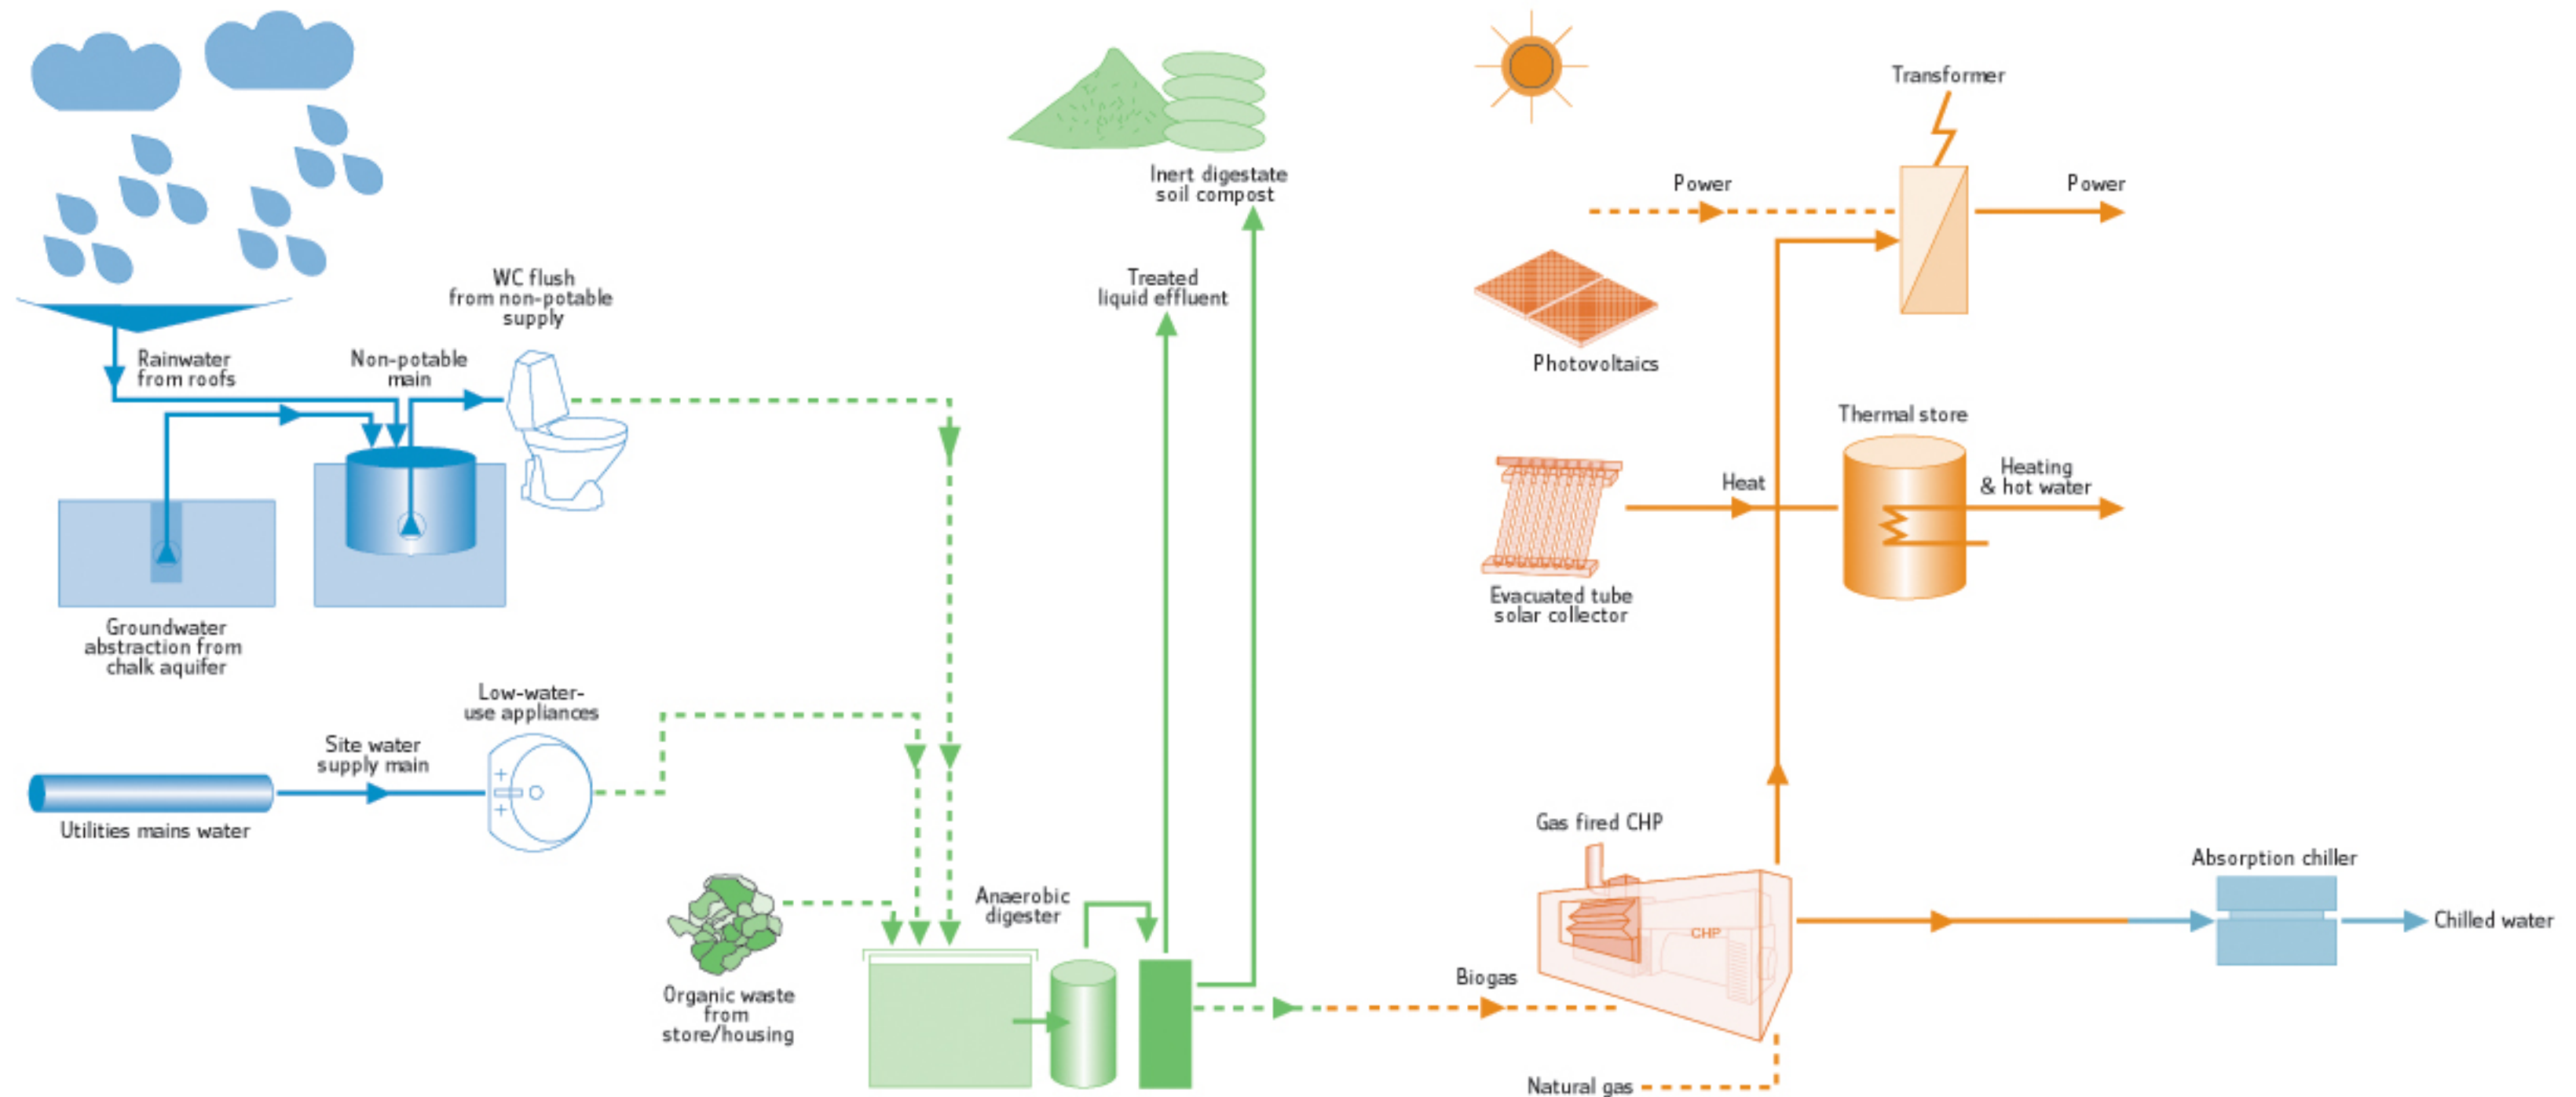 Transformer
Inert digestate
soil compost
Power
Power
WC flush
from non-potable
supply
Treated
liquid effluent
Rainwater
from roofs
Non-potable
main
Photovoltaics
Thermal store
Heat
Heating
& hot water
Evacuated tube
solar collector
Groundwater
abstraction from
chalk aquifer
Low-water-
use appliances
Site water
supply main
Utilities mains water
Gas fired CHP
Absorption chiller
Anaerobic
digester
CHP
Chilled water
Organic waste
from
store/housing
Biogas
Natural gas